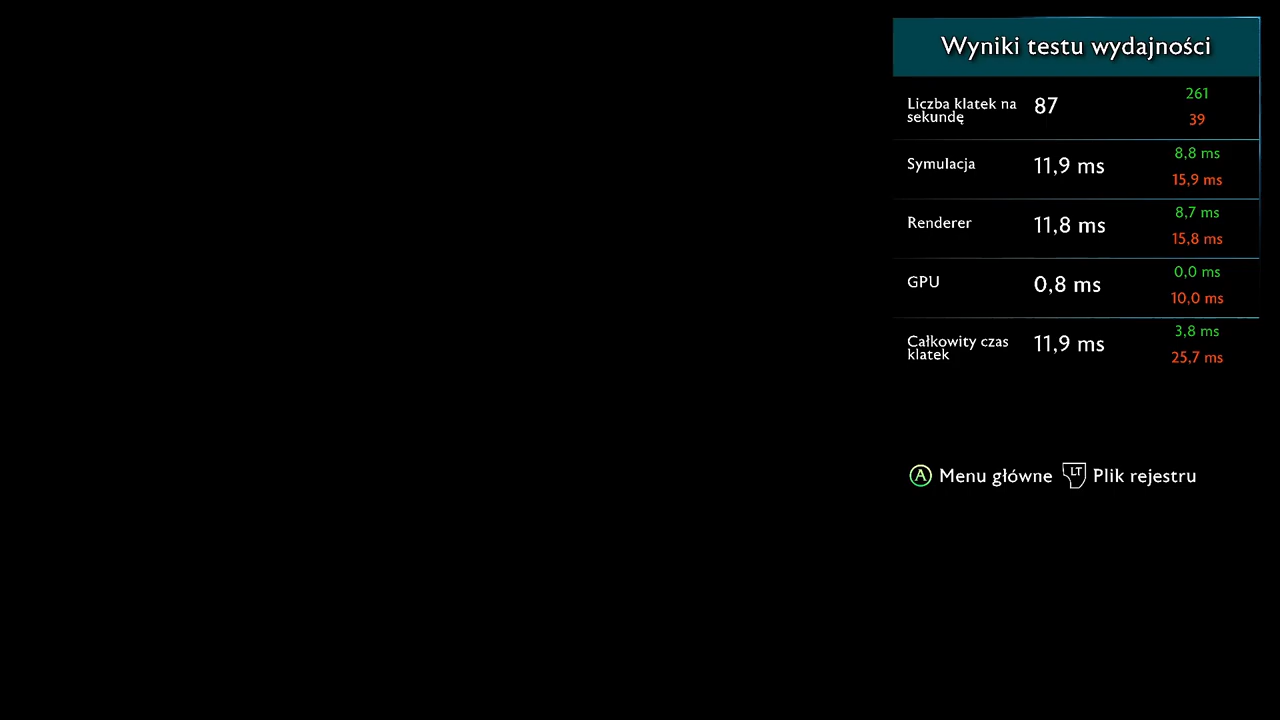 Wyniki testu wydajności
Liczba klatek na
sekundę
87
261
39
Symulacja
11,9 ms
8,8 ms
15,9 ms
Renderer
11,8 ms
8,7 ms
15,8 ms
GPU
0,8 ms
0,0 ms
10,0 ms
Całkowity czas
klatek
11,9 ms
3,8 ms
25,7 ms
A Menu główne LT Plik rejestru